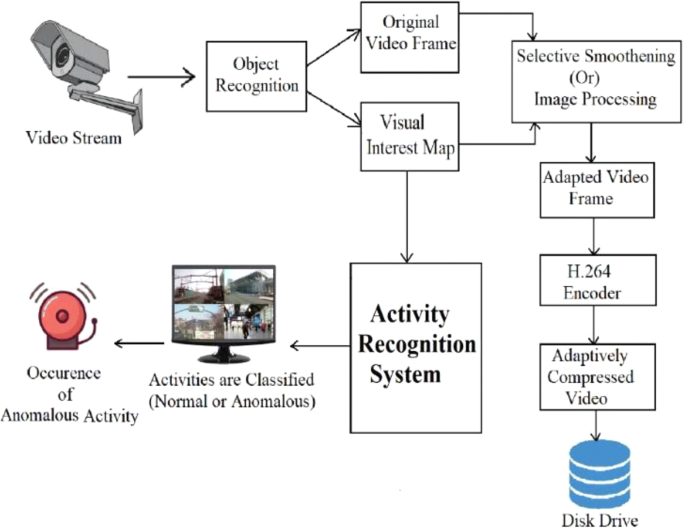 Video Stream
Object
Recognition
Original
Video Frame
Visual
Interest Map
Selective Smoothening
(Or)
Image Processing
Adapted Video
Frame
H.264
Encoder
Adaptively
Compressed
Video
Disk Drive
Activity
Recognition
System
Activities are Classified
(Normal or Anomalous)
Occurence
of
Anomalous Activity